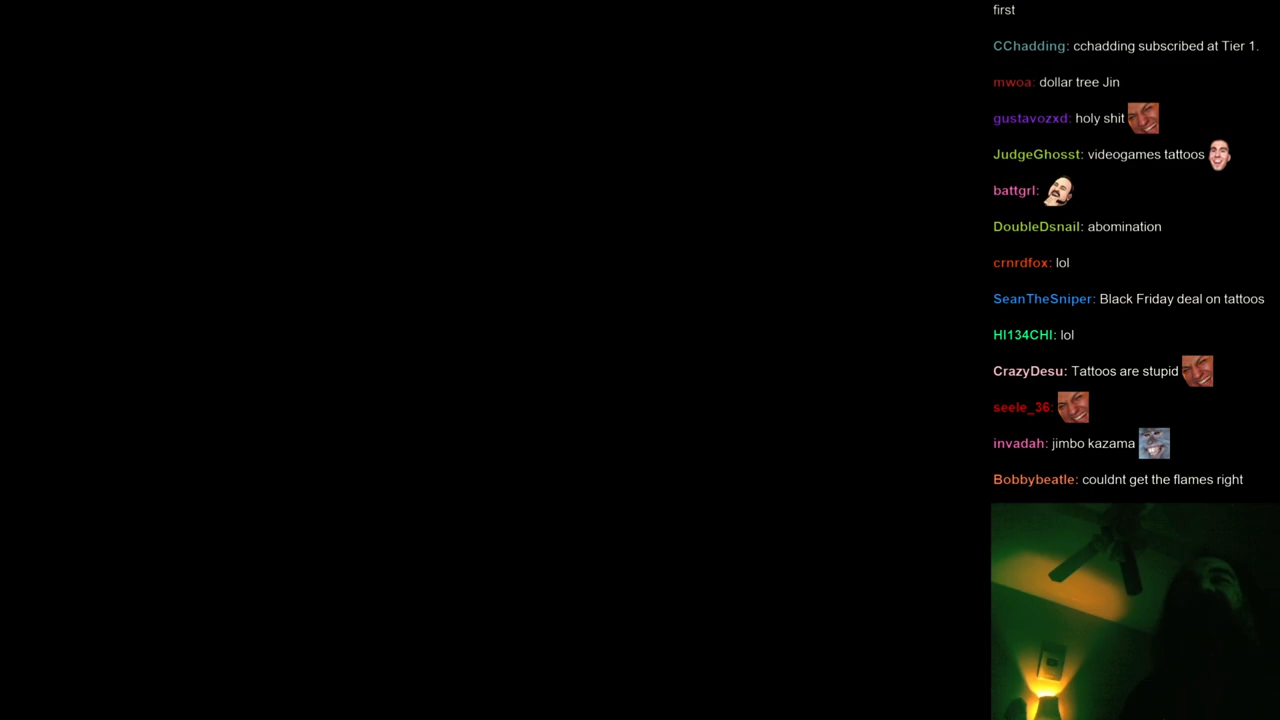 first
CChadding: cchadding subscribed at Tier 1.
mwoa: dollar tree Jin
gustavozxd: holy shit
JudgeGhosst: videogames tattoos
battgrl:
DoubleDsnail: abomination
crnrdfox: lol
SeanTheSniper: Black Friday deal on tattoos
HI134CHI: lol
CrazyDesu: Tattoos are stupid
seele_36:
invadah: jimbo kazama
Bobbybeatle: couldnt get the flames right